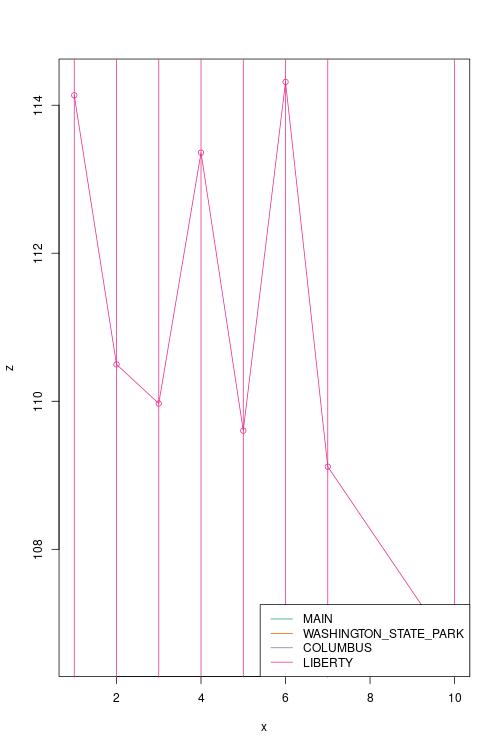 114
112
110
108
z
2
4
6
8
10
x
MAIN
WASHINGTON_STATE_PARK
COLUMBUS
LIBERTY